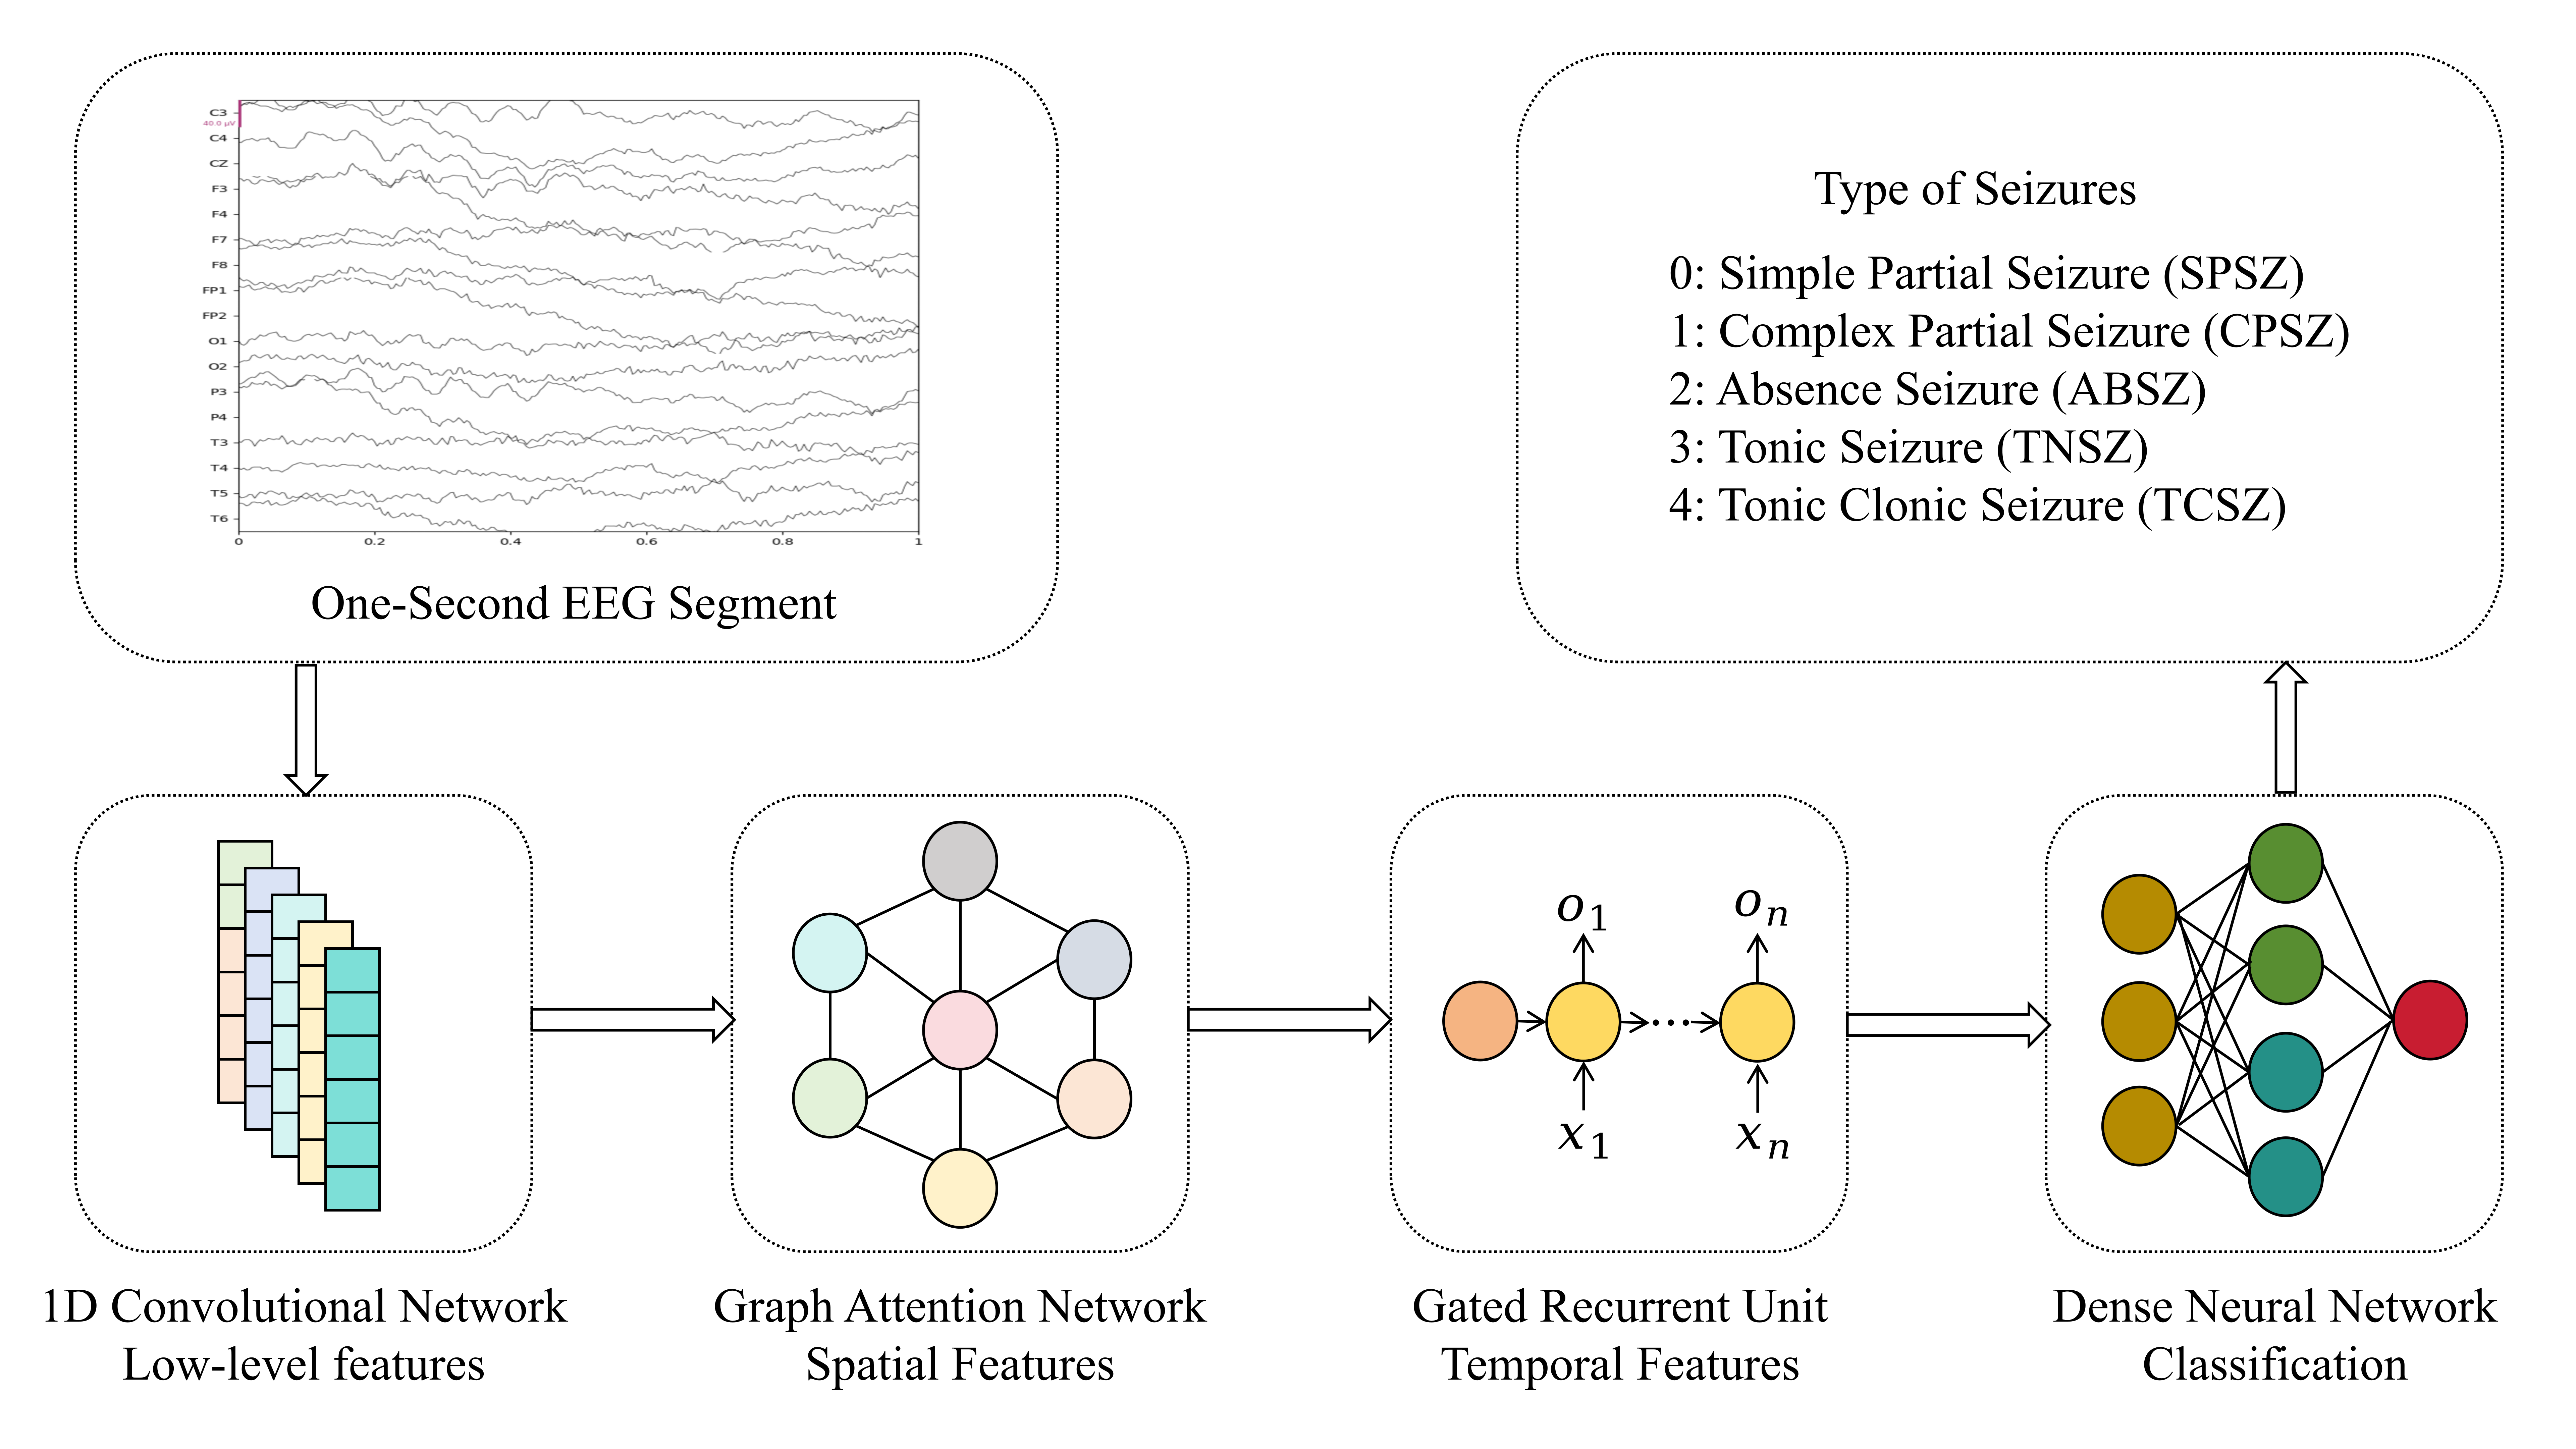 C3
40.0 µV
C4
CZ
F3
F4
F7
F8
FP1
FP2
O1
O2
P3
P4
T3
T4
T5
T6
0 0.2 0.4 0.6 0.8 1
One-Second EEG Segment
Type of Seizures
0: Simple Partial Seizure (SPSZ)
1: Complex Partial Seizure (CPSZ)
2: Absence Seizure (ABSZ)
3: Tonic Seizure (TNSZ)
4: Tonic Clonic Seizure (TCSZ)
1D Convolutional Network
Low-level features
Graph Attention Network
Spatial Features
o₁ oₙ
...
x₁ xₙ
Gated Recurrent Unit
Temporal Features
Dense Neural Network
Classification